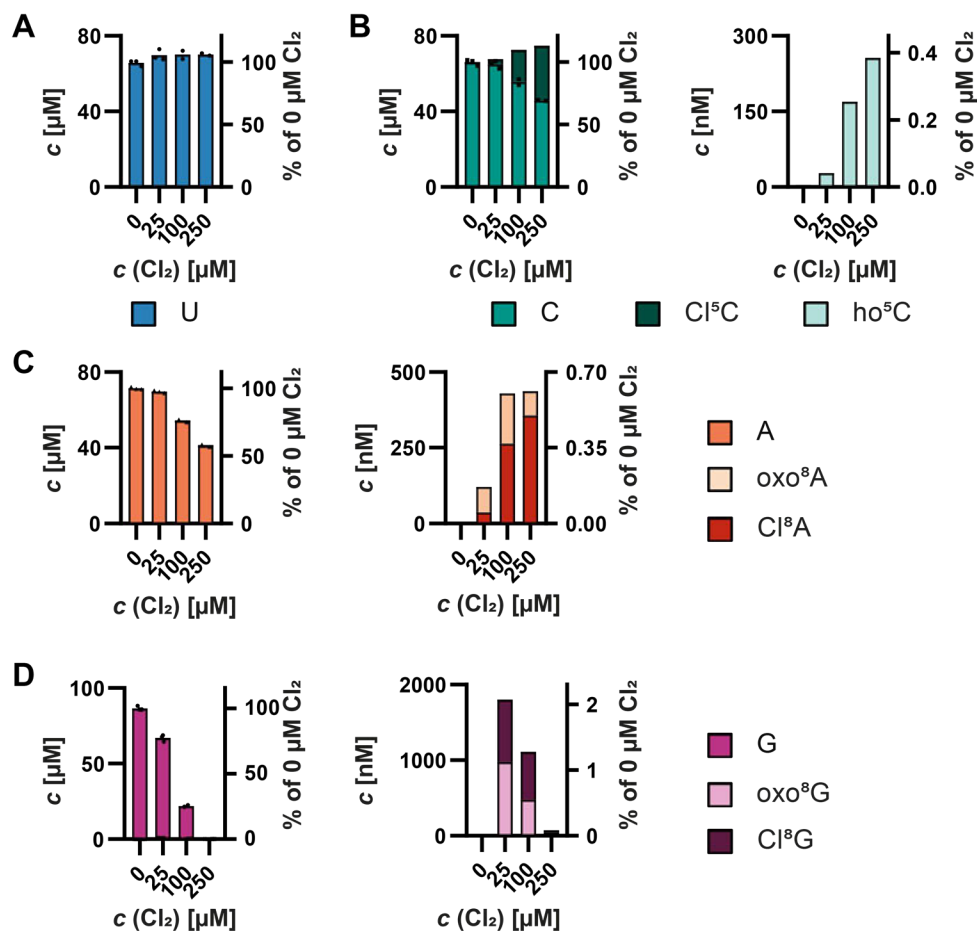 A
80
40
0
c [µM]
100
50
0
% of 0 µM Cl₂
0
25
100
250
c (Cl₂) [µM]
U
B
80
40
0
c [µM]
100
50
0
% of 0 µM Cl₂
0
25
100
250
c (Cl₂) [µM]
300
150
0
c [nM]
0.4
0.2
0.0
% of 0 µM Cl₂
0
25
100
250
c (Cl₂) [µM]
C
Cl⁵C
ho⁵C
C
80
40
0
c [µM]
100
50
0
% of 0 µM Cl₂
0
25
100
250
c (Cl₂) [µM]
500
250
0
c [nM]
0.70
0.35
0.00
% of 0 µM Cl₂
0
25
100
250
c (Cl₂) [µM]
A
oxo⁸A
Cl⁸A
D
100
50
0
c [µM]
100
50
0
% of 0 µM Cl₂
0
25
100
250
c (Cl₂) [µM]
2000
1000
0
c [nM]
2
1
0
% of 0 µM Cl₂
0
25
100
250
c (Cl₂) [µM]
G
oxo⁸G
Cl⁸G